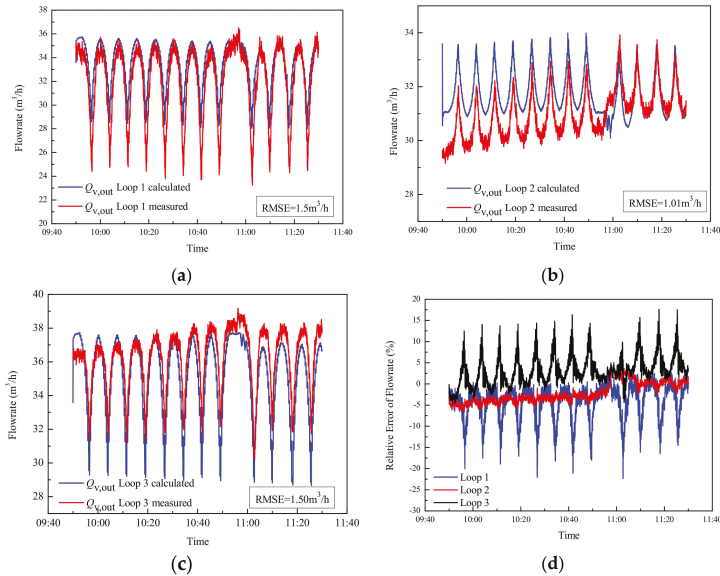 36
34
32
30
28
26
24
22
20
Flowrate (m³/h)
Qv,out Loop 1 calculated
Qv,out Loop 1 measured
RMSE=1.5m³/h
09:40 10:00 10:20 10:40 11:00 11:20 11:40
Time
(a)
34
32
30
28
Flowrate (m³/h)
Qv,out Loop 2 calculated
Qv,out Loop 2 measured
RMSE=1.01m³/h
09:40 10:00 10:20 10:40 11:00 11:20 11:40
Time
(b)
40
38
36
34
32
30
28
Flowrate (m³/h)
Qv,out Loop 3 calculated
Qv,out Loop 3 measured
RMSE=1.50m³/h
09:40 10:00 10:20 10:40 11:00 11:20 11:40
Time
(c)
20
15
10
5
0
-5
-10
-15
-20
-25
-30
Relative Error of Flowrate (%)
Loop 1
Loop 2
Loop 3
09:40 10:00 10:20 10:40 11:00 11:20 11:40
Time
(d)